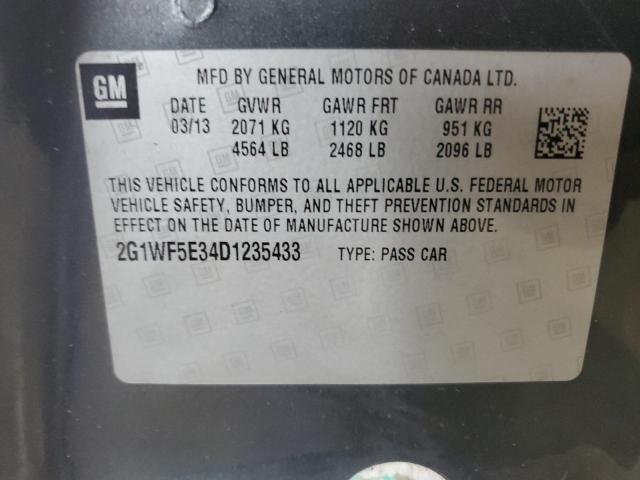 GM
MFD BY GENERAL MOTORS OF CANADA LTD.
DATE GVWR GAWR FRT GAWR RR
03/13 2071 KG 1120 KG 951 KG
4564 LB 2468 LB 2096 LB
THIS VEHICLE CONFORMS TO ALL APPLICABLE U.S. FEDERAL MOTOR
VEHICLE SAFETY, BUMPER, AND THEFT PREVENTION STANDARDS IN
EFFECT ON THE DATE OF MANUFACTURE SHOWN ABOVE.
2G1WF5E34D1235433 TYPE: PASS CAR